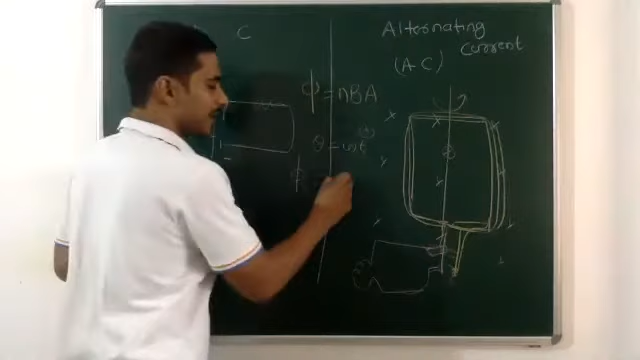 C
Alternating
Current
(AC)
ϕ = nBA
θ = ωt
ϕ